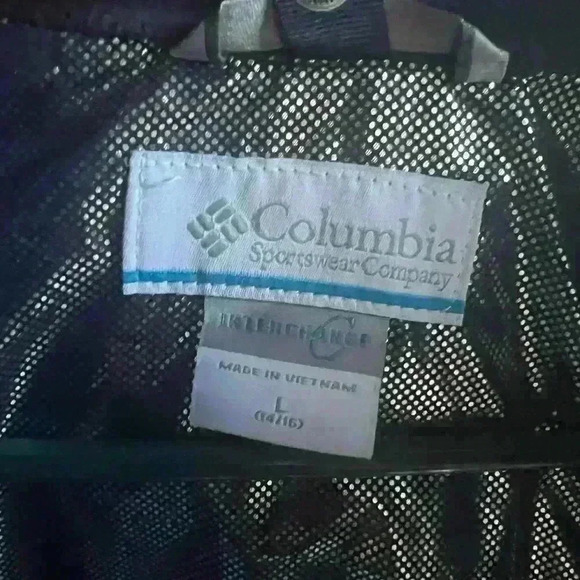 Columbia
Sportswear Company
INTERCHANGE
MADE IN VIETNAM
L
(14/16)